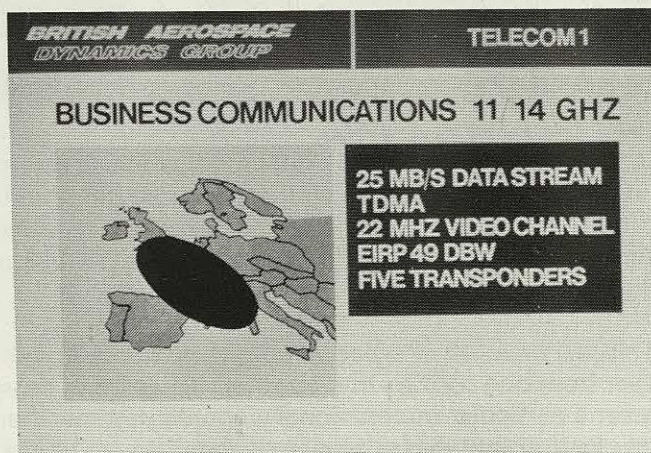 BRITISH AEROSPACE
DYNAMICS GROUP
TELECOM 1
BUSINESS COMMUNICATIONS 11 14 GHZ
25 MB/S DATA STREAM
TDMA
22 MHZ VIDEO CHANNEL
EIRP 49 DBW
FIVE TRANSPONDERS